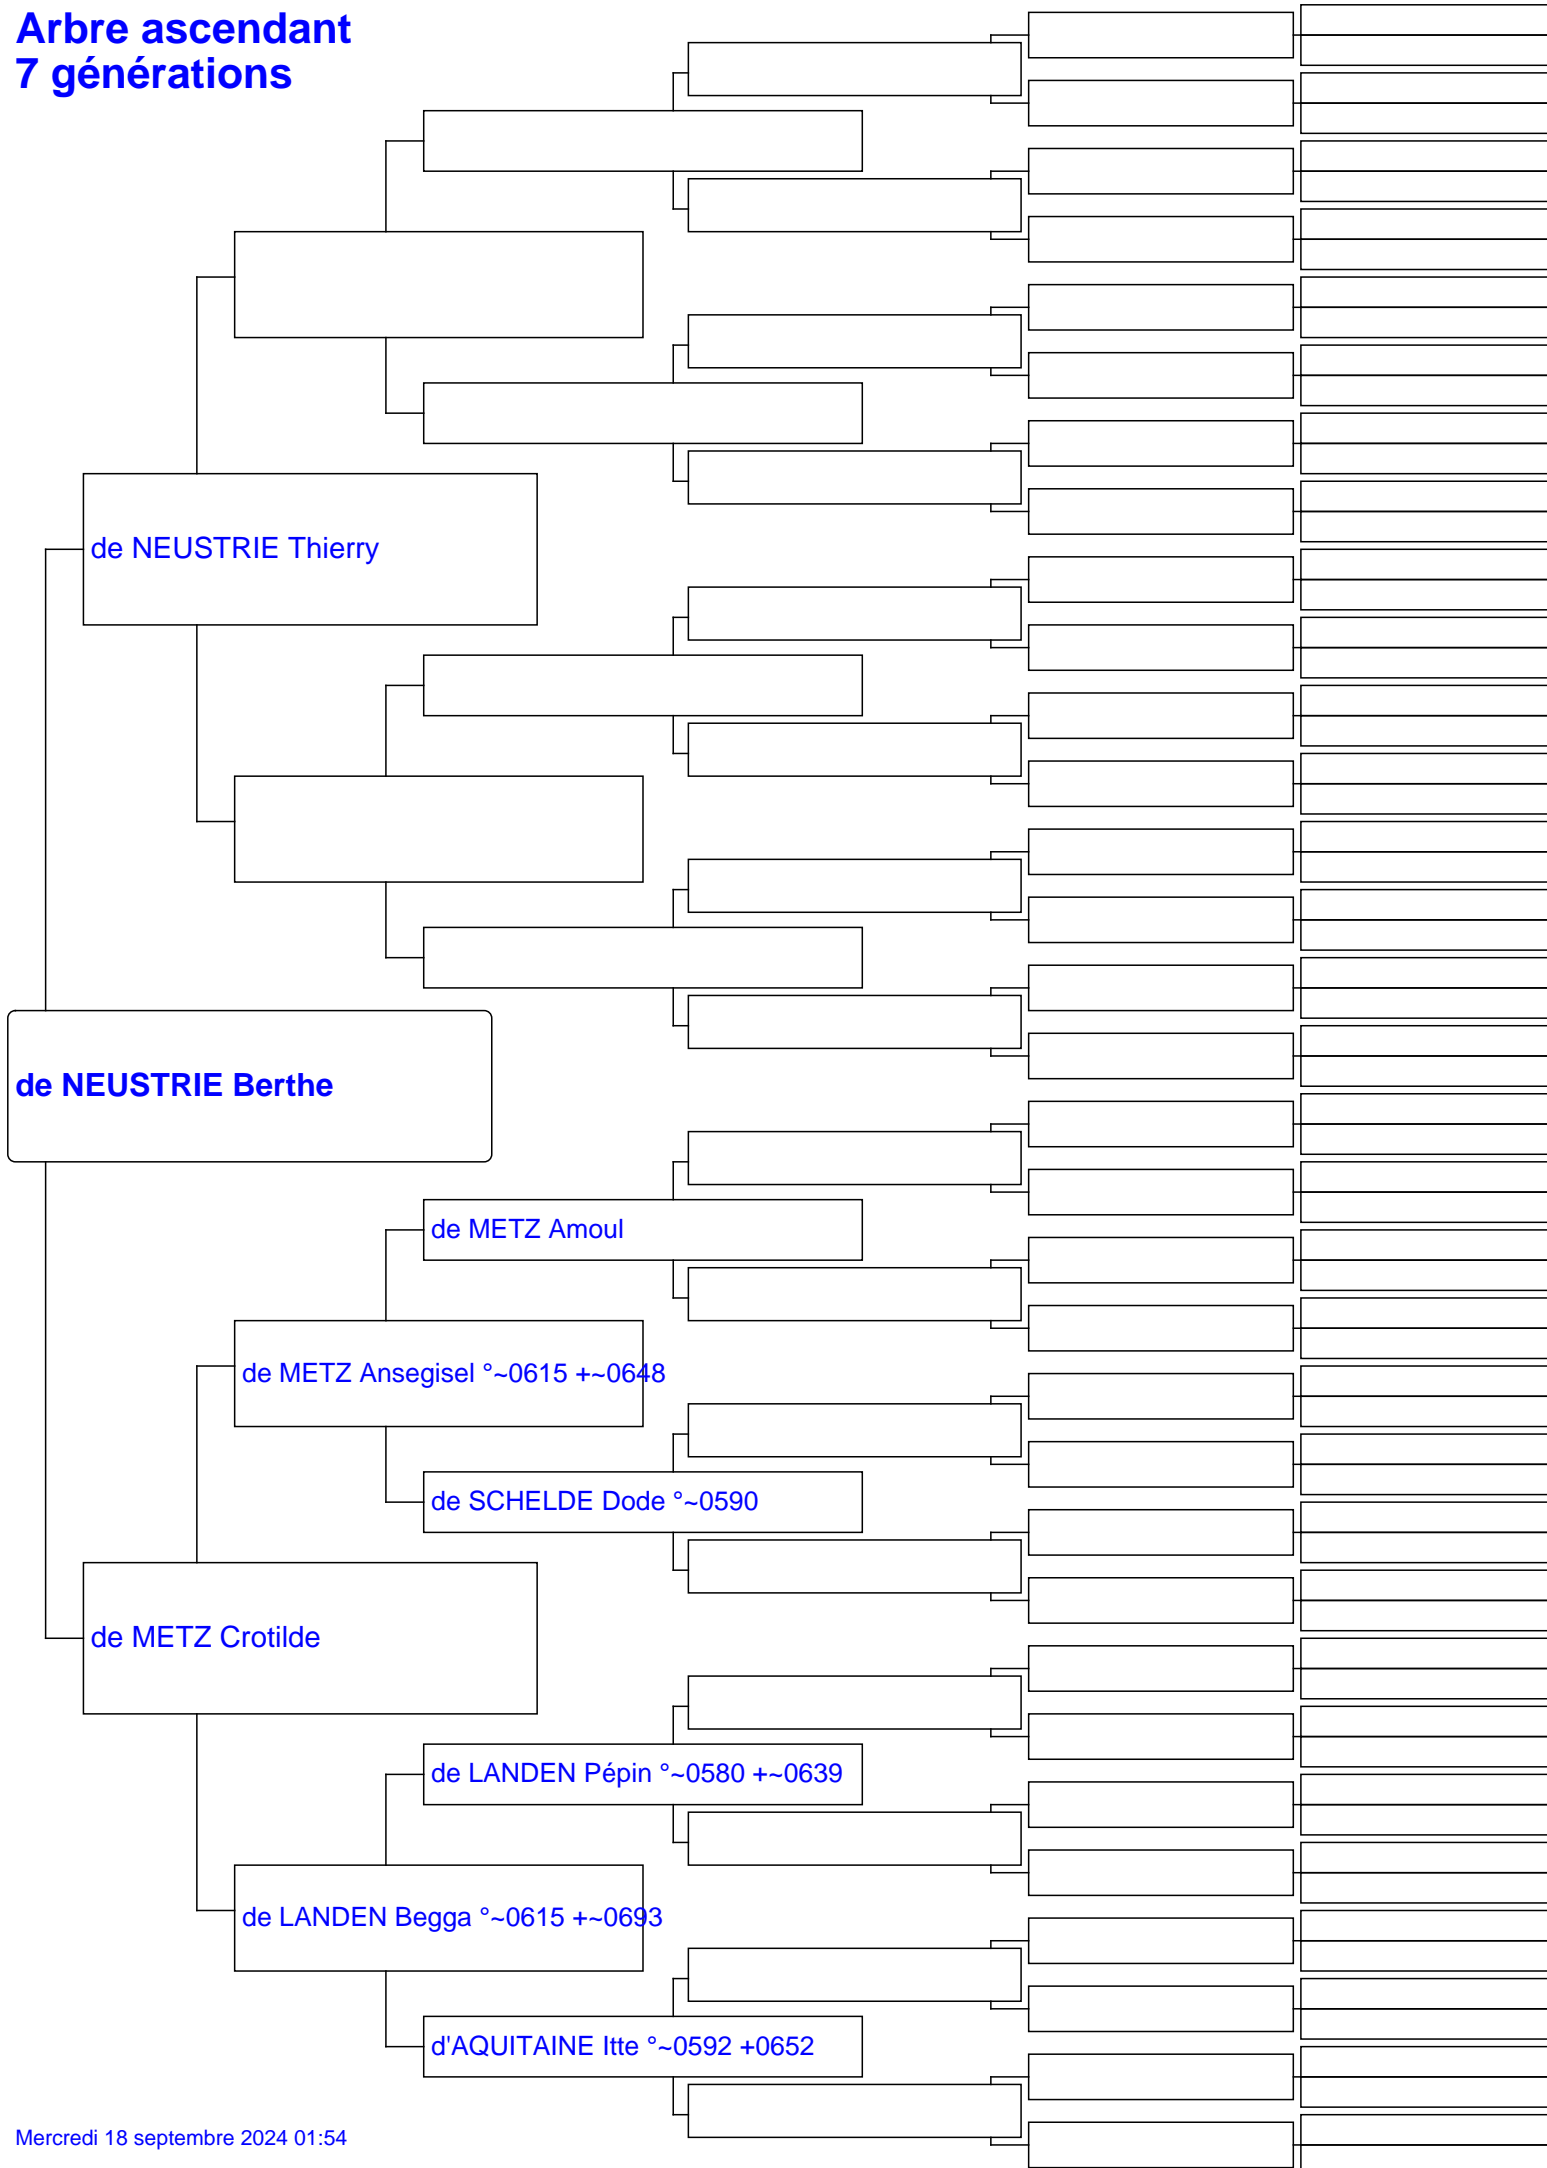 Arbre ascendant
7 générations
de NEUSTRIE Thierry
de NEUSTRIE Berthe
de METZ Amoul
de METZ Ansegisel °~0615 +~0648
de SCHELDE Dode °~0590
de METZ Crotilde
de LANDEN Pépin °~0580 +~0639
de LANDEN Begga °~0615 +~0693
d'AQUITAINE Itte °~0592 +0652
Mercredi 18 septembre 2024 01:54